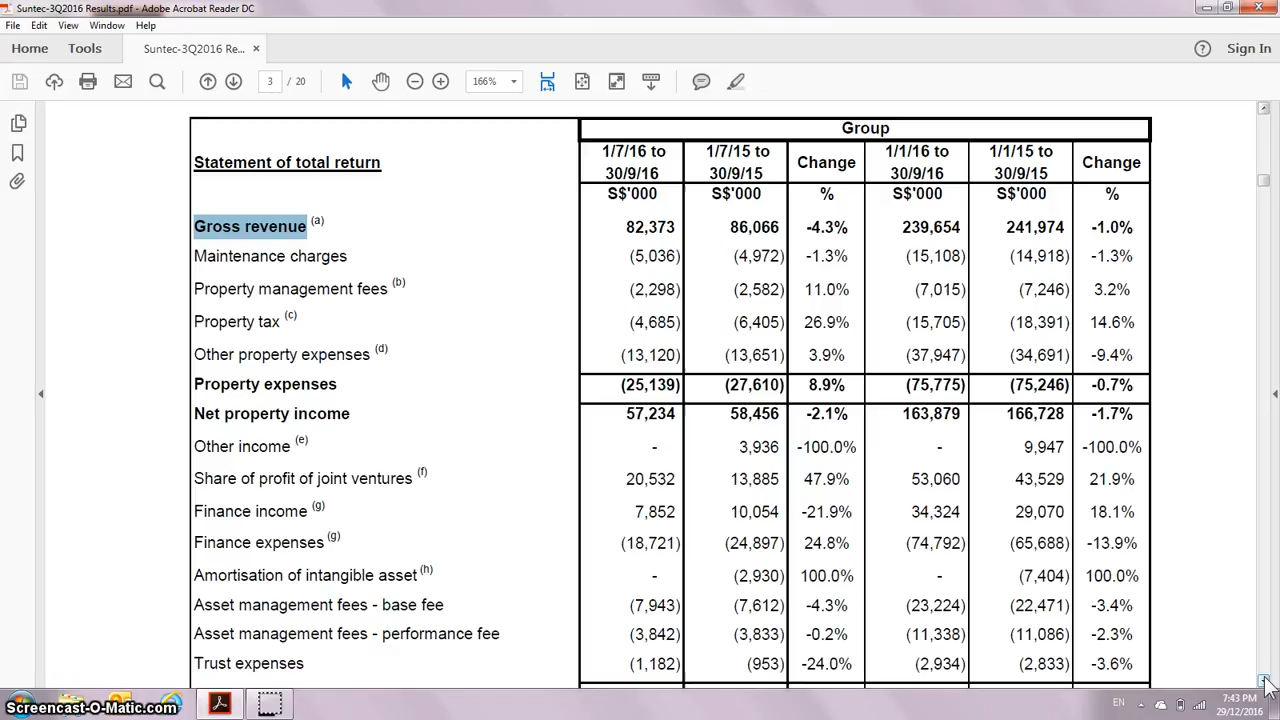 Suntec-3Q2016 Results.pdf - Adobe Acrobat Reader DC
File Edit View Window Help
Home Tools Suntec-3Q2016 Re... × ? Sign In
3 / 20 166%
Group
Statement of total return 1/7/16 to 30/9/16 1/7/15 to 30/9/15 Change 1/1/16 to 30/9/16 1/1/15 to 30/9/15 Change
S$'000 S$'000 % S$'000 S$'000 %
Gross revenue (a) 82,373 86,066 -4.3% 239,654 241,974 -1.0%
Maintenance charges (5,036) (4,972) -1.3% (15,108) (14,918) -1.3%
Property management fees (b) (2,298) (2,582) 11.0% (7,015) (7,246) 3.2%
Property tax (c) (4,685) (6,405) 26.9% (15,705) (18,391) 14.6%
Other property expenses (d) (13,120) (13,651) 3.9% (37,947) (34,691) -9.4%
Property expenses (25,139) (27,610) 8.9% (75,775) (75,246) -0.7%
Net property income 57,234 58,456 -2.1% 163,879 166,728 -1.7%
Other income (e) - 3,936 -100.0% - 9,947 -100.0%
Share of profit of joint ventures (f) 20,532 13,885 47.9% 53,060 43,529 21.9%
Finance income (g) 7,852 10,054 -21.9% 34,324 29,070 18.1%
Finance expenses (g) (18,721) (24,897) 24.8% (74,792) (65,688) -13.9%
Amortisation of intangible asset (h) - (2,930) 100.0% - (7,404) 100.0%
Asset management fees - base fee (7,943) (7,612) -4.3% (23,224) (22,471) -3.4%
Asset management fees - performance fee (3,842) (3,833) -0.2% (11,338) (11,086) -2.3%
Trust expenses (1,182) (953) -24.0% (2,934) (2,833) -3.6%
EN 7:43 PM
Screencast-O-Matic.com 29/12/2016